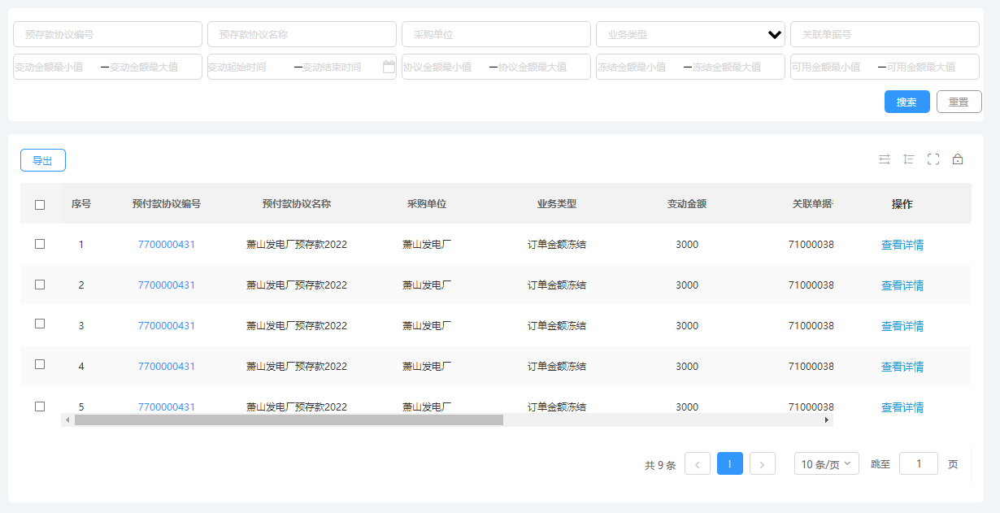 预存款协议编号 预存款协议名称 采购单位 业务类型 关联单据号
变动金额最小值 —变动金额最大值 变动起始时间 —变动结束时间 协议金额最小值 —协议金额最大值 冻结金额最小值 —冻结金额最大值 可用金额最小值 —可用金额最大值
搜索 重置
导出
序号 预付款协议编号 预付款协议名称 采购单位 业务类型 变动金额 关联单据 操作
1 7700000431 萧山发电厂预存款2022 萧山发电厂 订单金额冻结 3000 71000038 查看详情
2 7700000431 萧山发电厂预存款2022 萧山发电厂 订单金额冻结 3000 71000038 查看详情
3 7700000431 萧山发电厂预存款2022 萧山发电厂 订单金额冻结 3000 71000038 查看详情
4 7700000431 萧山发电厂预存款2022 萧山发电厂 订单金额冻结 3000 71000038 查看详情
5 7700000431 萧山发电厂预存款2022 萧山发电厂 订单金额冻结 3000 71000038 查看详情
共 9 条 1 10 条/页 跳至 1 页